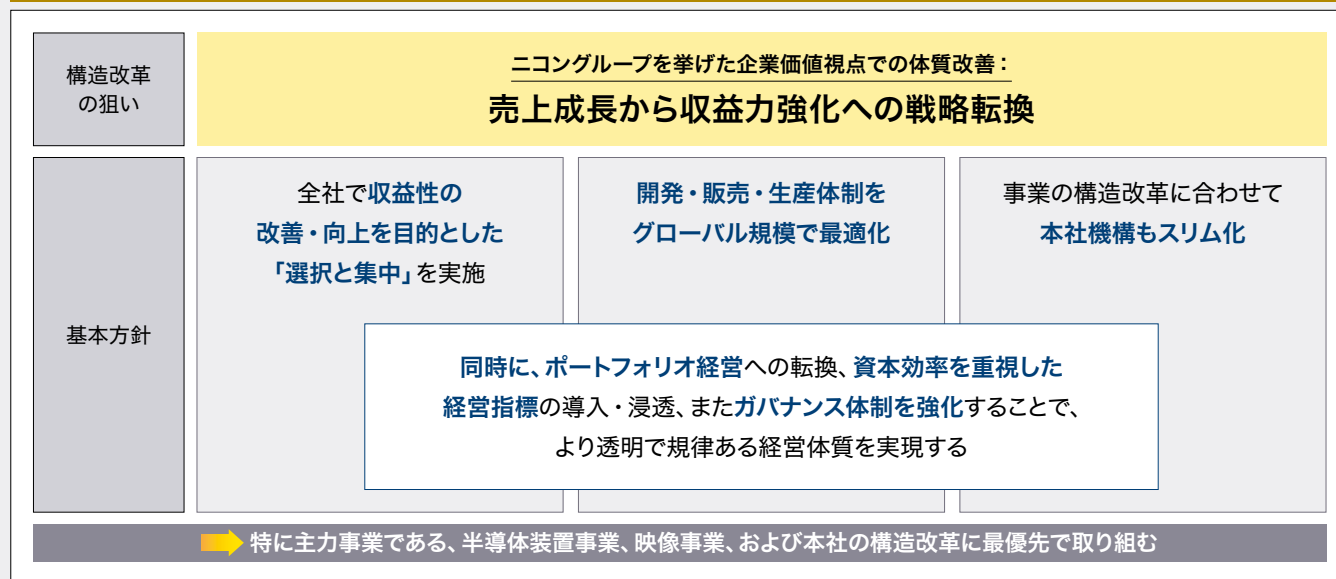 構造改革
の狙い
ニコングループを挙げた企業価値視点での体質改善：
売上成長から収益力強化への戦略転換
基本方針
全社で収益性の
改善・向上を目的とした
「選択と集中」を実施
開発・販売・生産体制を
グローバル規模で最適化
事業の構造改革に合わせて
本社機構もスリム化
同時に、ポートフォリオ経営への転換、資本効率を重視した
経営指標の導入・浸透、またガバナンス体制を強化することで、
より透明で規律ある経営体質を実現する
特に主力事業である、半導体装置事業、映像事業、および本社の構造改革に最優先で取り組む